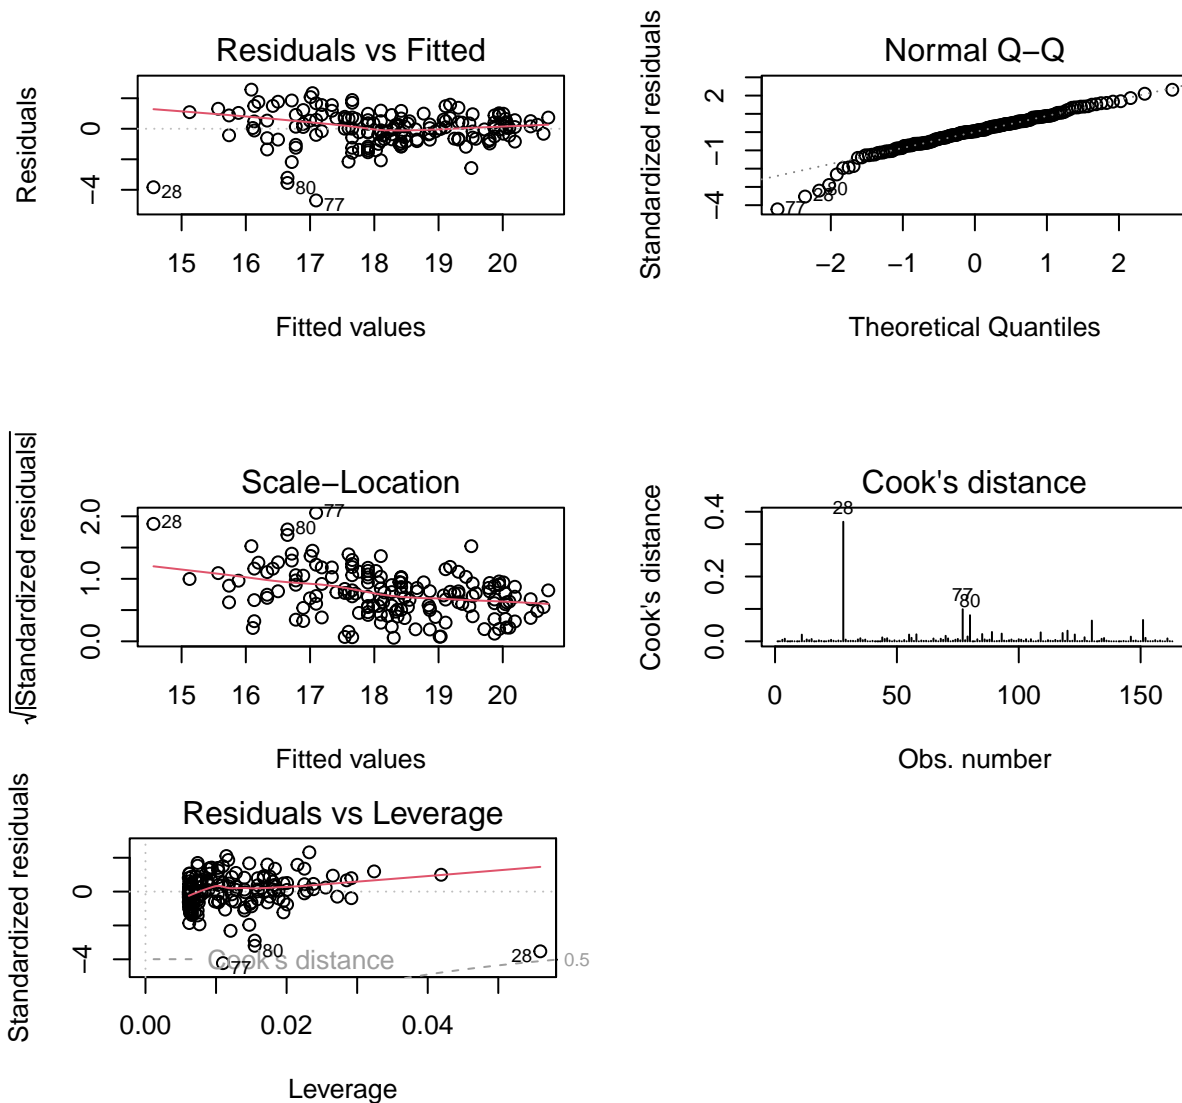 Residuals vs Fitted
Residuals
0
−4
28
80
77
15 16 17 18 19 20
Fitted values
Normal Q−Q
Standardized residuals
2
−1
−4
77
28
80
−2 −1 0 1 2
Theoretical Quantiles
Scale−Location
√|Standardized residuals|
2.0
1.0
0.0
28
80
77
15 16 17 18 19 20
Fitted values
Cook's distance
Cook's distance
0.4
0.2
0.0
28
77
80
0 50 100 150
Obs. number
Residuals vs Leverage
Standardized residuals
0
−4
80
77
28
Cook's distance
0.5
0.00 0.02 0.04
Leverage